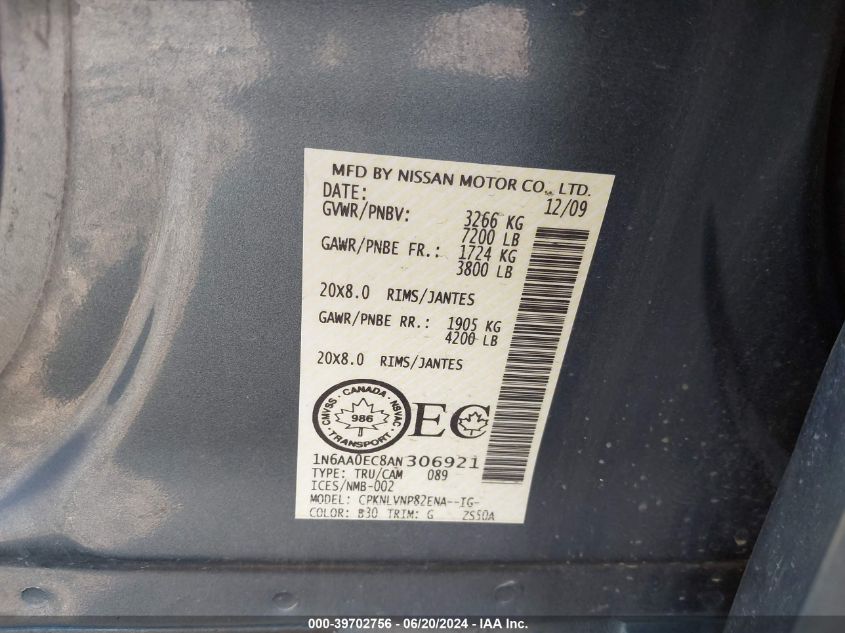 MFD BY NISSAN MOTOR CO., LTD.
DATE: 12/09
GVWR/PNBV: 3266 KG
7200 LB
GAWR/PNBE FR.: 1724 KG
3800 LB
20X8.0 RIMS/JANTES
GAWR/PNBE RR.: 1905 KG
4200 LB
20X8.0 RIMS/JANTES
CMVSS · CANADA · NSVAC
986
TRANSPORT
EC
1N6AA0EC8AN306921
TYPE: TRU/CAM 089
ICES/NMB-002
MODEL: CPKNLVNP82ENA--IG-
COLOR: B30 TRIM: G ZS50A
000-39702756 - 06/20/2024 - IAA Inc.